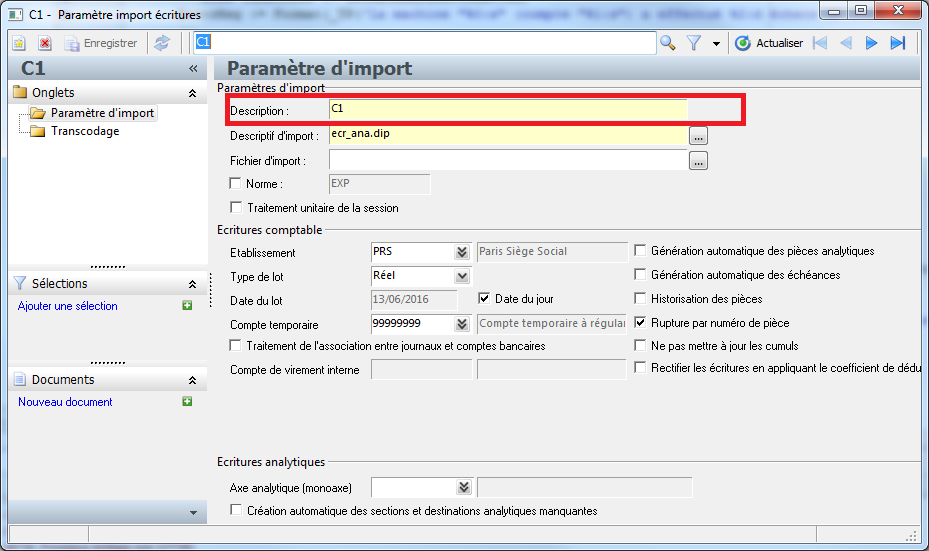 C1 - Paramètre import écritures
Enregistrer
C1
Actualiser
C1
«
Paramètre d'import
Onglets
Paramètre d'import
Transcodage
Sélections
Ajouter une sélection
Documents
Nouveau document
Paramètres d'import
Description :
C1
Descriptif d'import :
ecr_ana.dip
...
Fichier d'import :
...
Norme :
EXP
Traitement unitaire de la session
Ecritures comptable
Etablissement
PRS
Paris Siège Social
Génération automatique des pièces analytiques
Type de lot
Réel
Génération automatique des échéances
Date du lot
13/06/2016
Date du jour
Historisation des pièces
Compte temporaire
99999999
Compte temporaire à régular
Rupture par numéro de pièce
Traitement de l'association entre journaux et comptes bancaires
Ne pas mettre à jour les cumuls
Compte de virement interne
Rectifier les écritures en appliquant le coefficient de dédu
Ecritures analytiques
Axe analytique (monoaxe)
Création automatique des sections et destinations analytiques manquantes